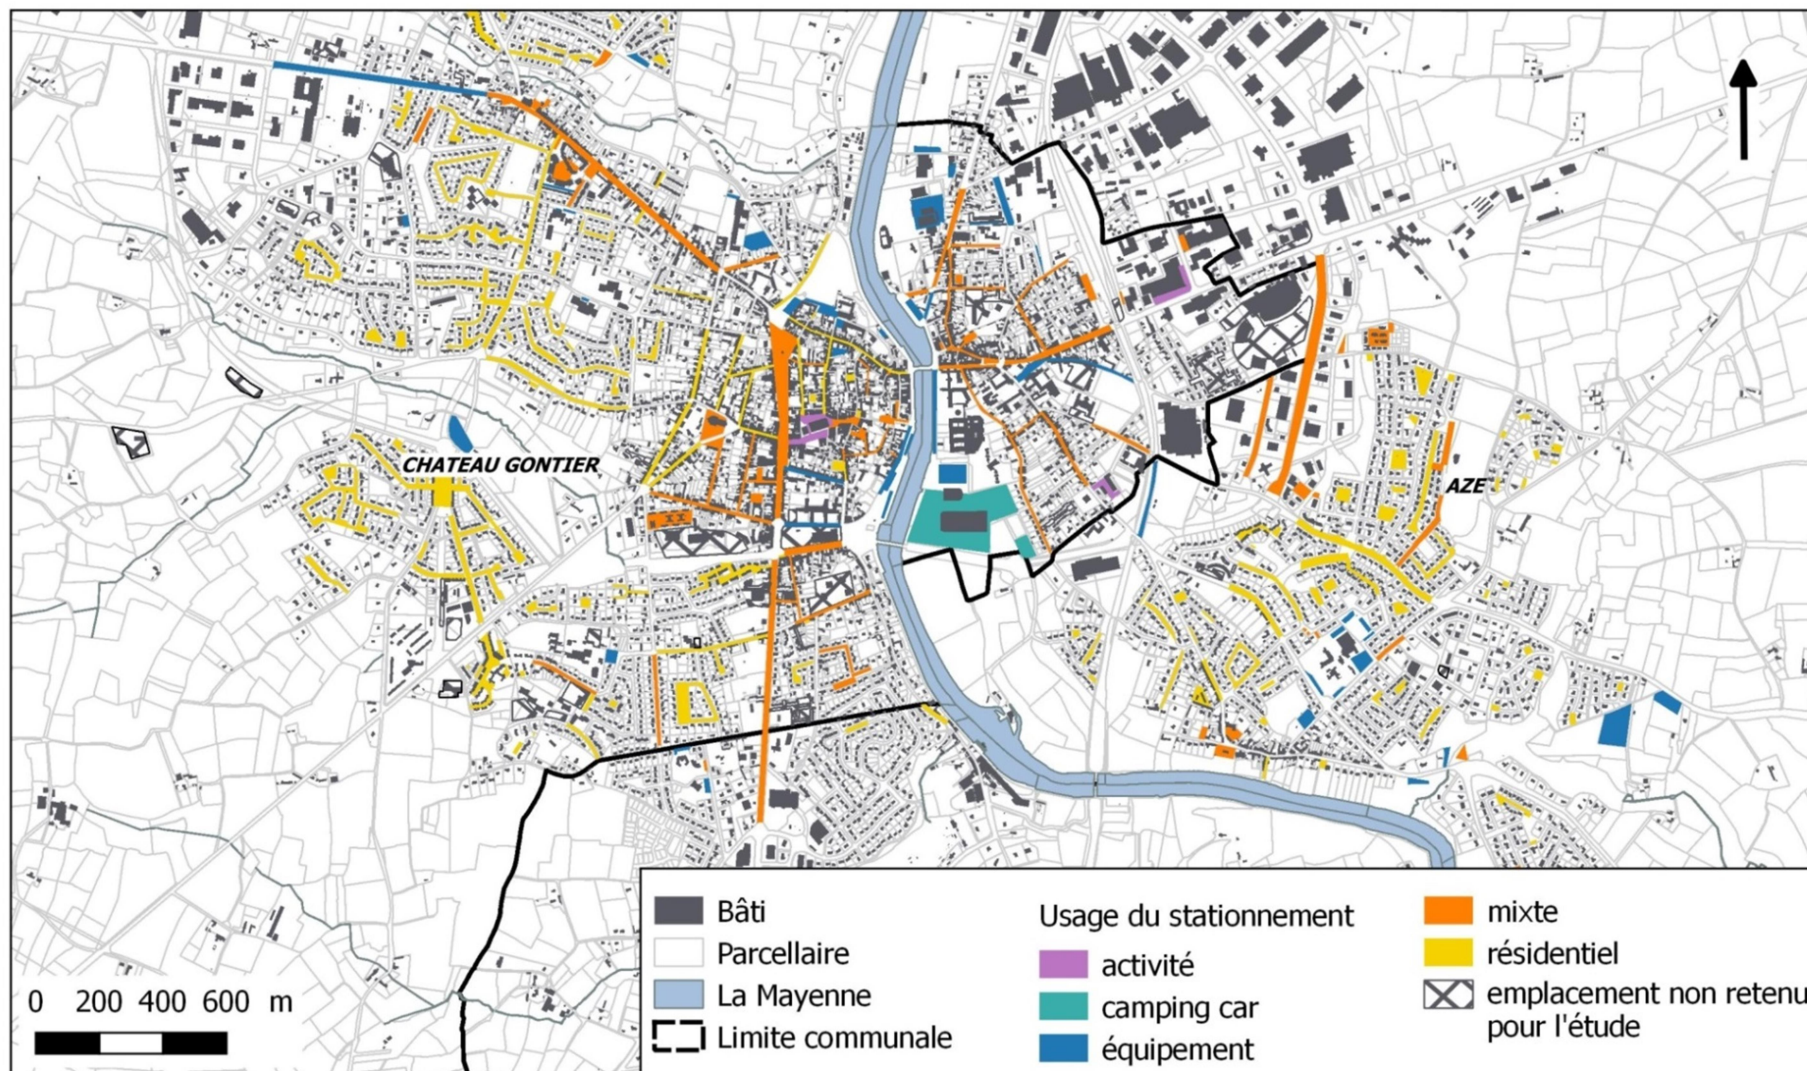 CHATEAU GONTIER
AZE
0 200 400 600 m
Bâti
Parcellaire
La Mayenne
Limite communale
Usage du stationnement
activité
camping car
équipement
mixte
résidentiel
emplacement non retenu
pour l'étude